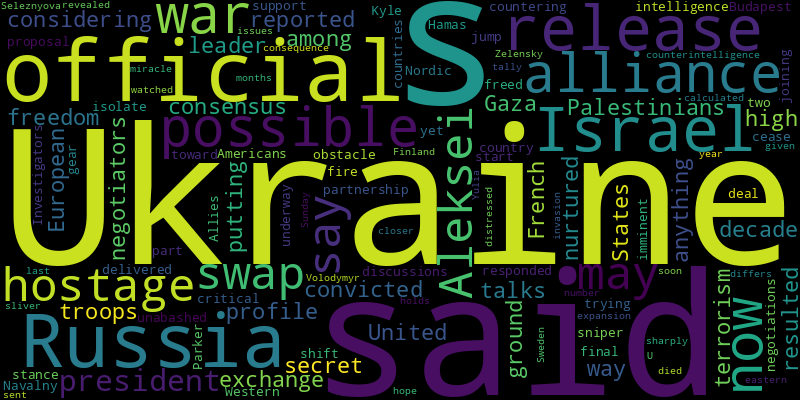 Seleznyova revealed war support Kyle S countering intelligence Budapest
considering reported Hamas release jump
proposal leader issues among countries Zelensky counterintelligence joining
official consequence Nordic alliance
miracle watched months tally freed calculated
isolate consensus Gaza Palestinians two high
freedom possible yet Israel cease
Investigators European gear negotiators toward Americans obstacle Aleksei country year given
Ukraine Finland fire start French nurtured States anything deal
Allies putting underway Sunday say partnership Yulia distressed invasion imminent decade
part closer differs
last delivered swap Volodymyr discussions responded may soon
hostage critical convicted holds talks number resulted
sliver troops unabashed profile said trying expansion terrorism now negotiations
Russia Parker United ground sniper
shift Sweden final way sharply
stance secret U
Navalny president exchange died eastern
sent Western hope